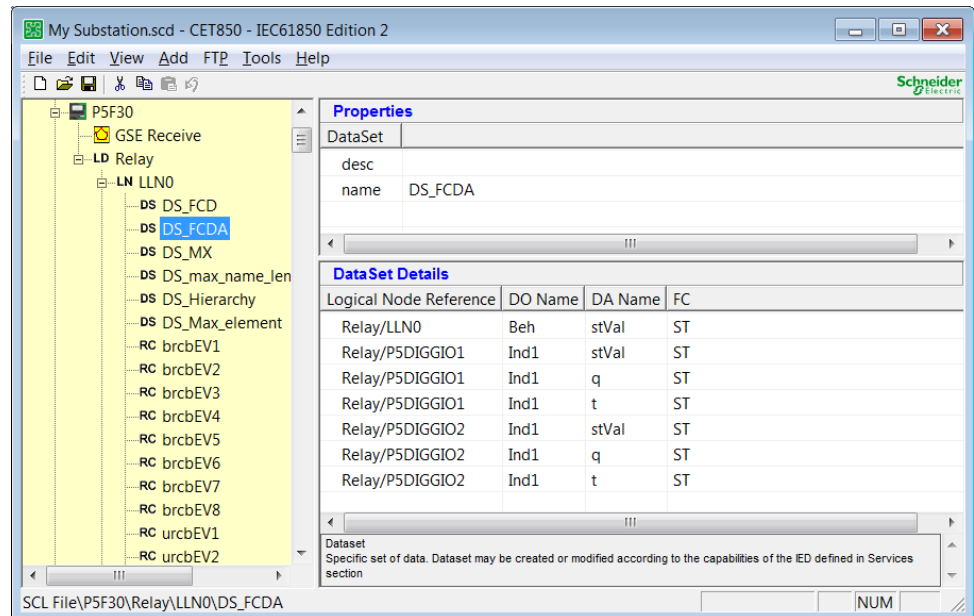 My Substation.scd - CET850 - IEC61850 Edition 2
File Edit View Add FTP Tools Help
Schneider
Electric
P5F30
GSE Receive
LD Relay
LN LLN0
DS DS_FCD
DS DS_FCDA
DS DS_MX
DS DS_max_name_len
DS DS_Hierarchy
DS DS_Max_element
RC brcbEV1
RC brcbEV2
RC brcbEV3
RC brcbEV4
RC brcbEV5
RC brcbEV6
RC brcbEV7
RC brcbEV8
RC urcbEV1
RC urcbEV2
Properties
DataSet
desc
name DS_FCDA
DataSet Details
Logical Node Reference DO Name DA Name FC
Relay/LLN0 Beh stVal ST
Relay/P5DIGGIO1 Ind1 stVal ST
Relay/P5DIGGIO1 Ind1 q ST
Relay/P5DIGGIO1 Ind1 t ST
Relay/P5DIGGIO2 Ind1 stVal ST
Relay/P5DIGGIO2 Ind1 q ST
Relay/P5DIGGIO2 Ind1 t ST
Dataset
Specific set of data. Dataset may be created or modified according to the capabilities of the IED defined in Services
section
SCL File\P5F30\Relay\LLN0\DS_FCDA NUM